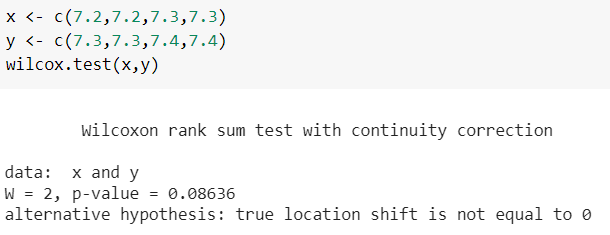 x <- c(7.2,7.2,7.3,7.3)
y <- c(7.3,7.3,7.4,7.4)
wilcox.test(x,y)
Wilcoxon rank sum test with continuity correction
data:  x and y
W = 2, p-value = 0.08636
alternative hypothesis: true location shift is not equal to 0